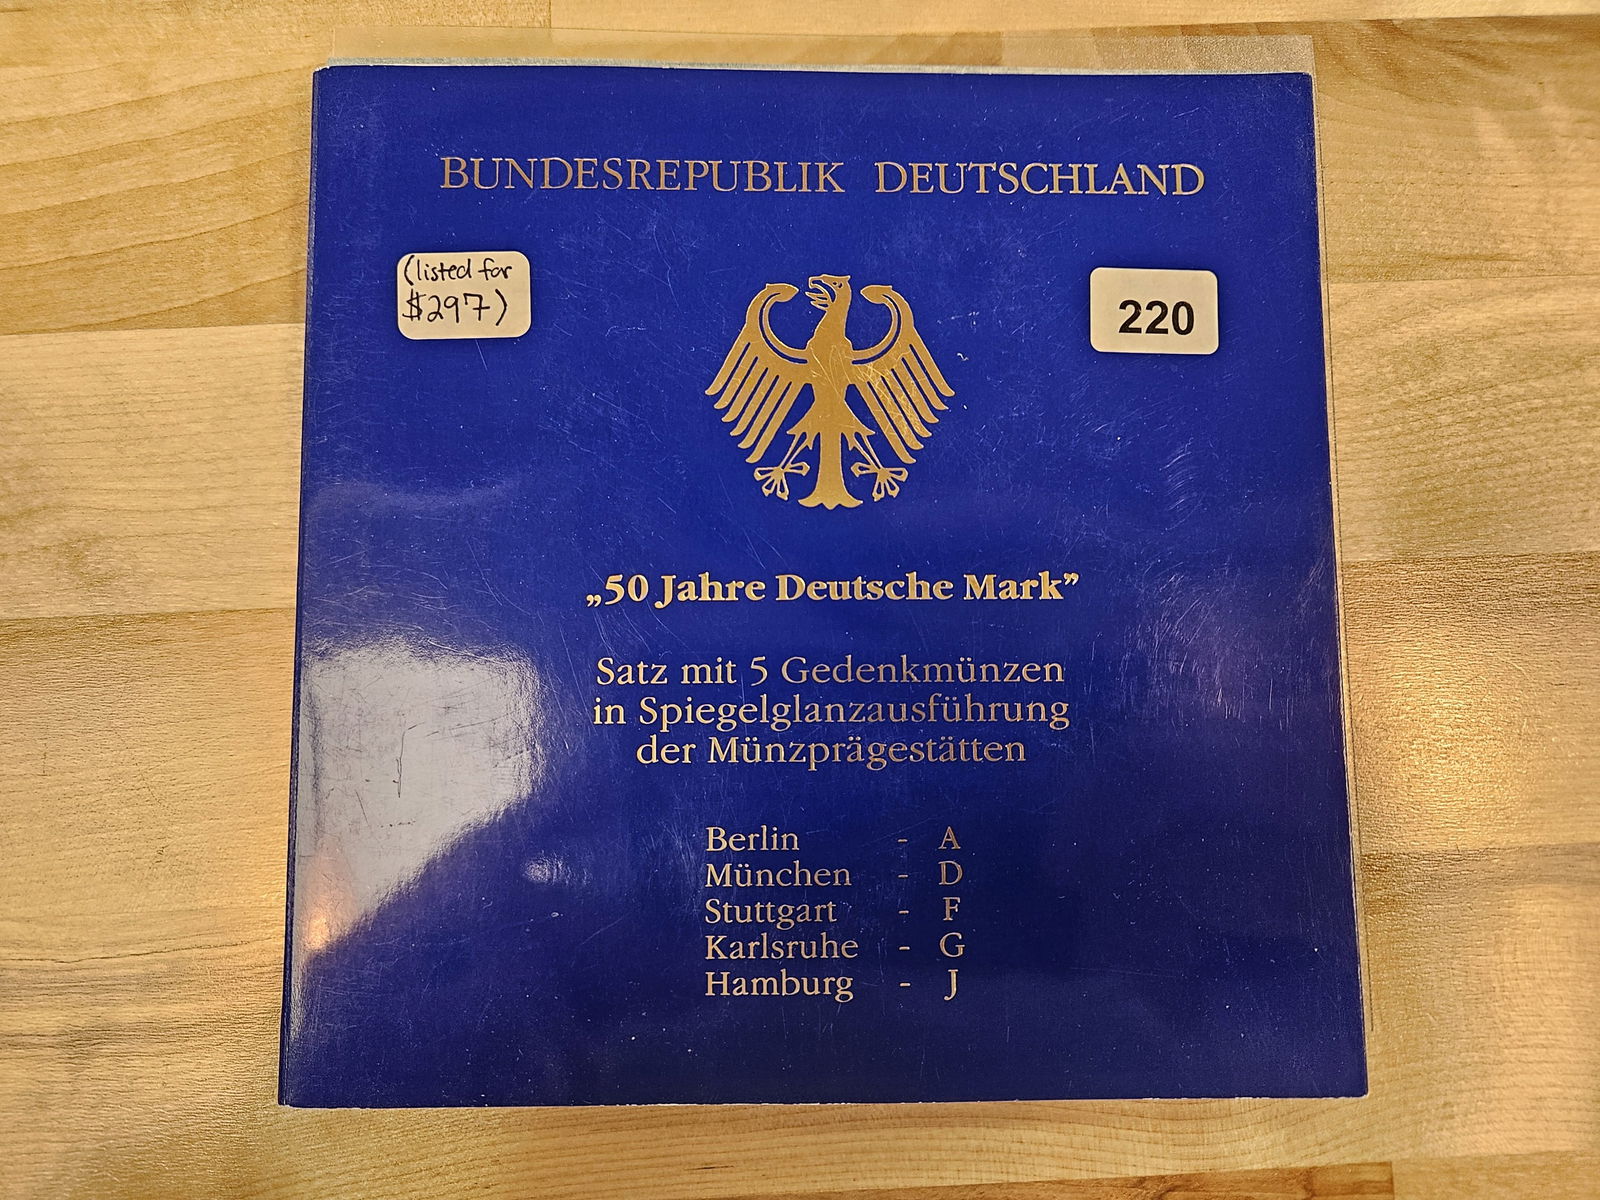 BUNDESREPUBLIK DEUTSCHLAND
(listed for
$297)
220
„50 Jahre Deutsche Mark”
Satz mit 5 Gedenkmünzen
in Spiegelglanzausführung
der Münzprägestätten
Berlin - A
München - D
Stuttgart - F
Karlsruhe - G
Hamburg - J